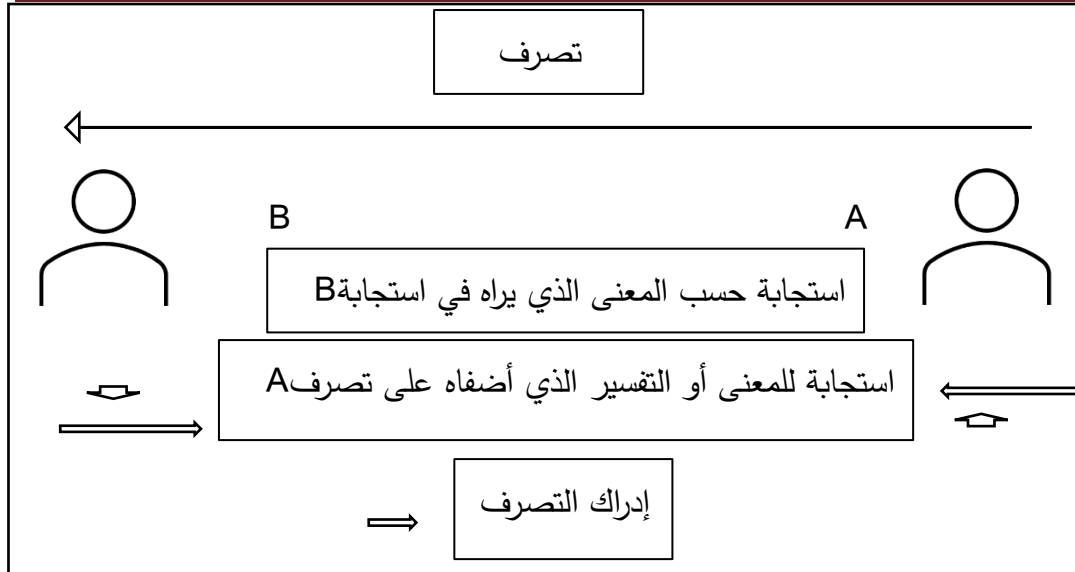 تصرف
A
B
استجابة حسب المعنى الذي يراه في استجابةB
استجابة للمعنى أو التفسير الذي أضفاه على تصرفA
إدراك التصرف